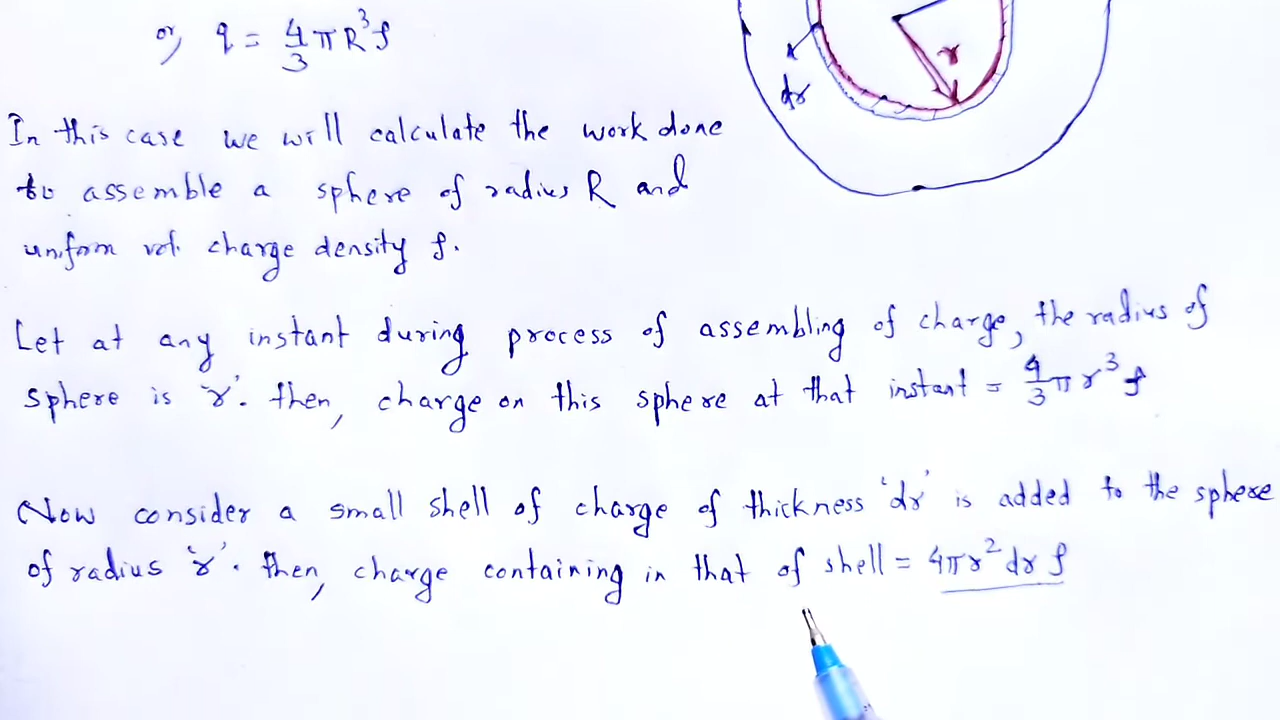 or, q = 4/3 πR³ρ
r
dr
In this case we will calculate the work done
to assemble a sphere of radius R and
uniform vol. charge density ρ.
Let at any instant during process of assembling of charge, the radius of
sphere is 'r'. then, charge on this sphere at that instant = 4/3 πr³ρ
Now consider a small shell of charge of thickness 'dr' is added to the sphere
of radius 'r'. then, charge containing in that of shell = 4πr²dr ρ